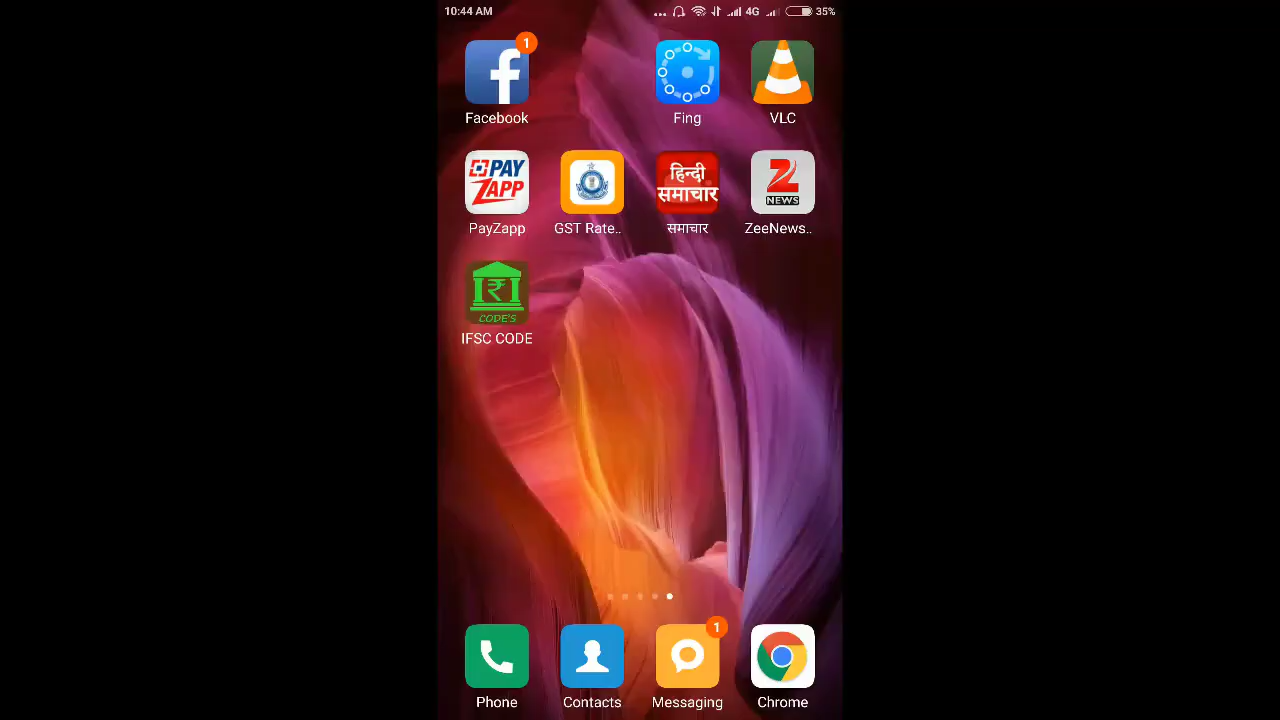 10:44 AM ... 4G 35%
1
Facebook Fing VLC
PAY ZAPP हिन्दी समाचार Z NEWS
PayZapp GST Rate.. समाचार ZeeNews..
₹ CODE'S
IFSC CODE
1
Phone Contacts Messaging Chrome